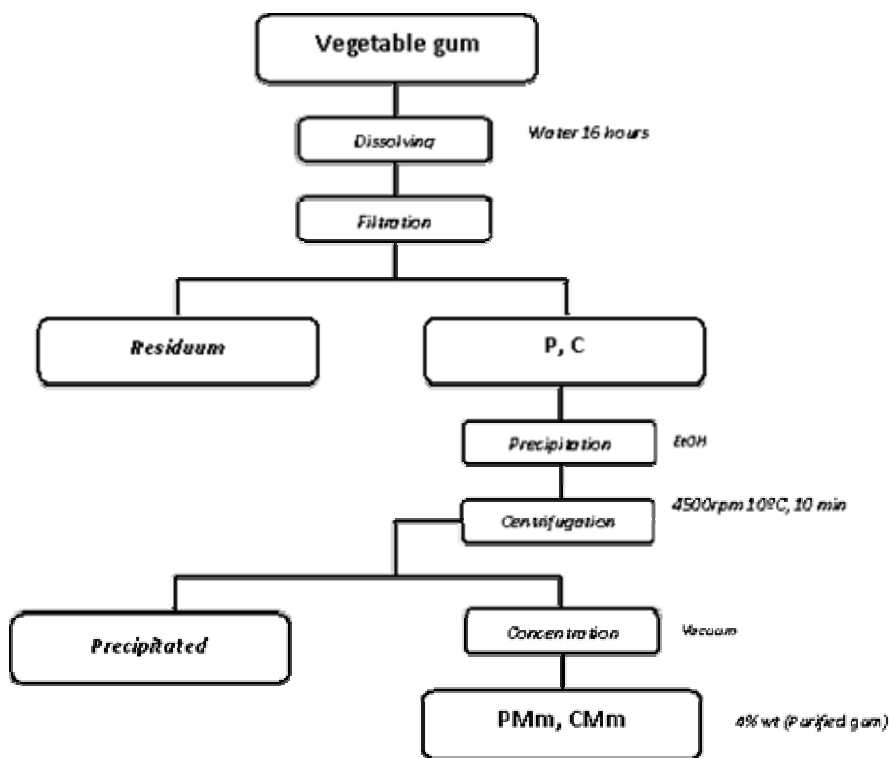 Vegetable gum
Dissolving
Water 16 hours
Filtration
Residuum
P, C
Precipitation
EtOH
Centrifugation
4500rpm 10ºC, 10 min
Precipitated
Concentration
Vacuum
PMm, CMm
4% wt (Purified gum)